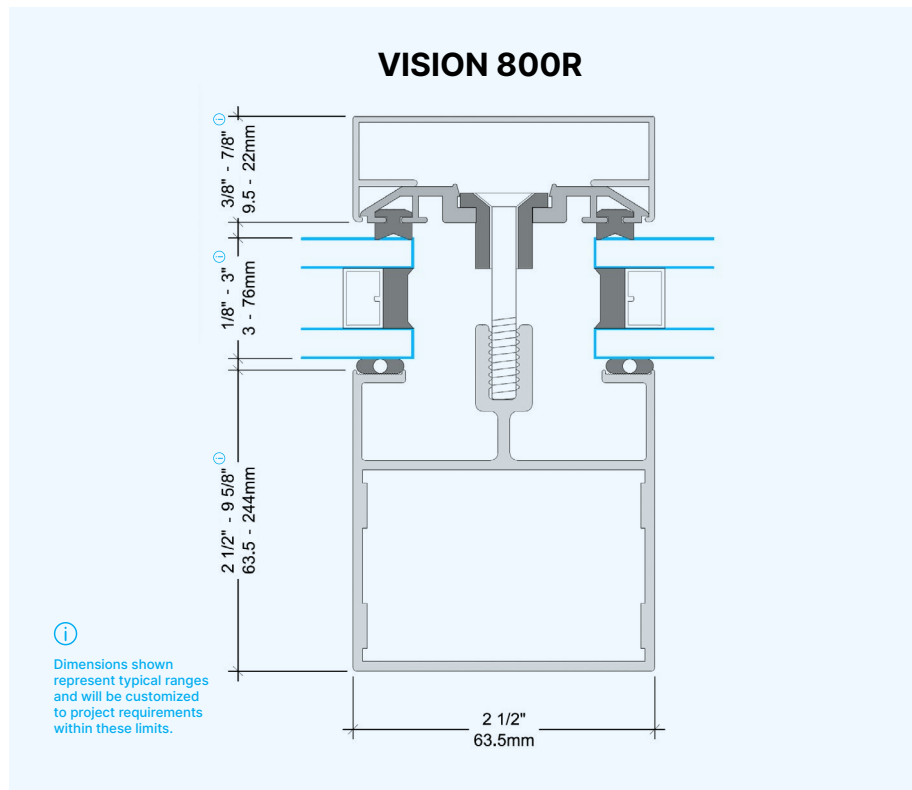 VISION 800R
3/8" - 7/8"
9.5 - 22mm
1/8" - 3"
3 - 76mm
2 1/2" - 9 5/8"
63.5 - 244mm
Dimensions shown
represent typical ranges
and will be customized
to project requirements
within these limits.
2 1/2"
63.5mm